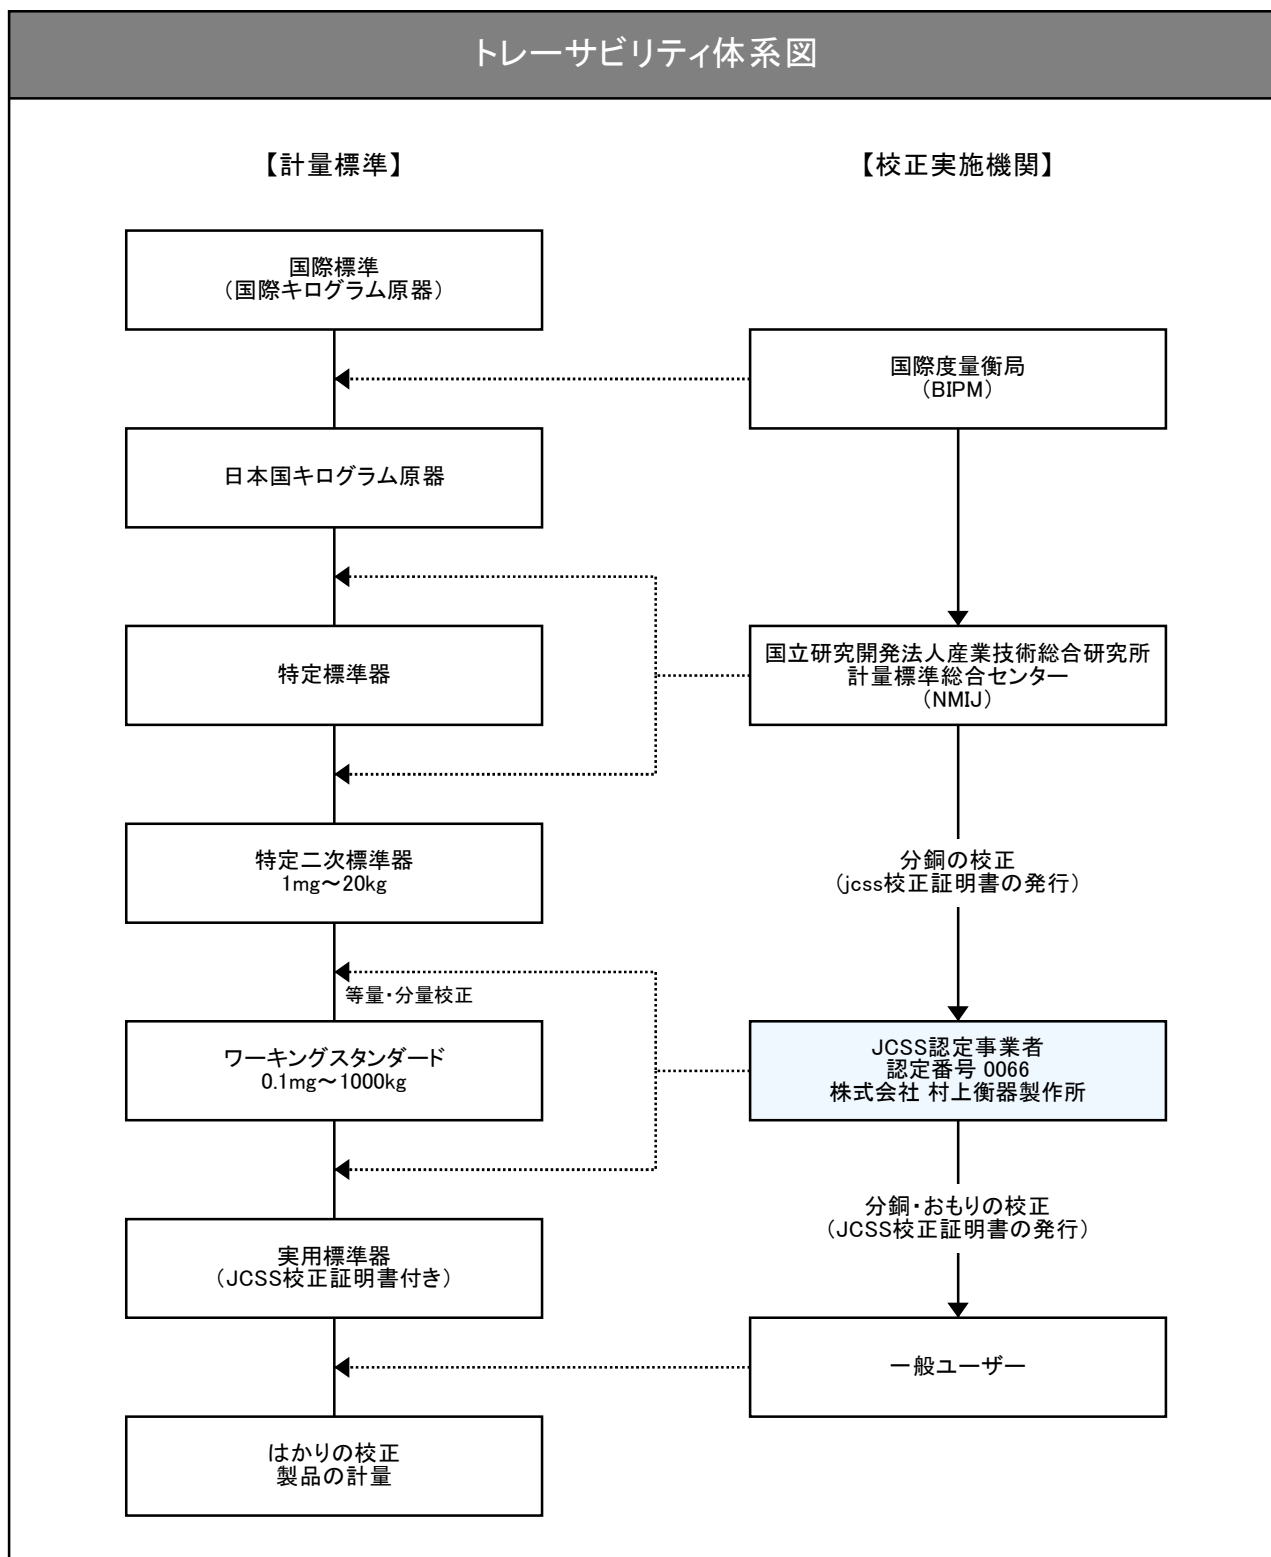 トレーサビリティ体系図
【計量標準】
【校正実施機関】
国際標準
（国際キログラム原器）
国際度量衡局
（BIPM）
日本国キログラム原器
特定標準器
国立研究開発法人産業技術総合研究所
計量標準総合センター
（NMIJ）
特定二次標準器
1mg～20kg
分銅の校正
（jcss校正証明書の発行）
等量・分量校正
ワーキングスタンダード
0.1mg～1000kg
JCSS認定事業者
認定番号 0066
株式会社 村上衡器製作所
分銅・おもりの校正
（JCSS校正証明書の発行）
実用標準器
（JCSS校正証明書付き）
一般ユーザー
はかりの校正
製品の計量